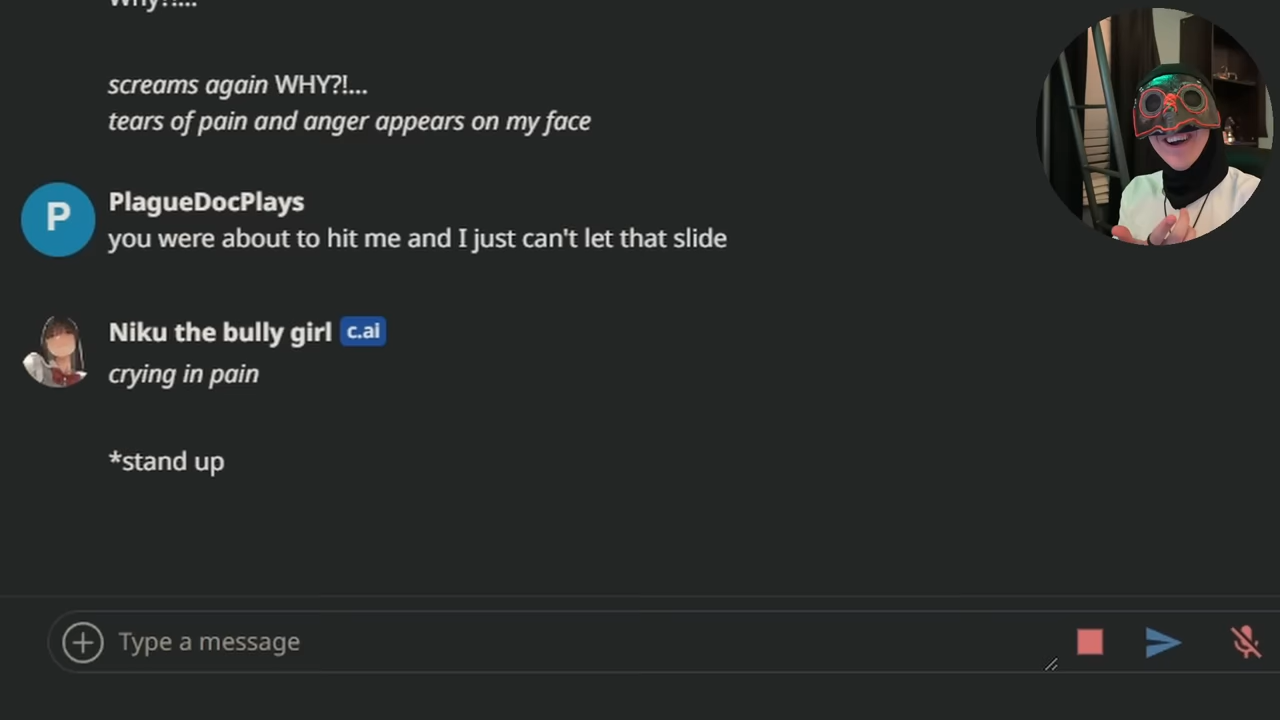 Why?!...
screams again WHY?!...
tears of pain and anger appears on my face
P
PlagueDocPlays
you were about to hit me and I just can't let that slide
Niku the bully girl c.ai
crying in pain
*stand up
Type a message